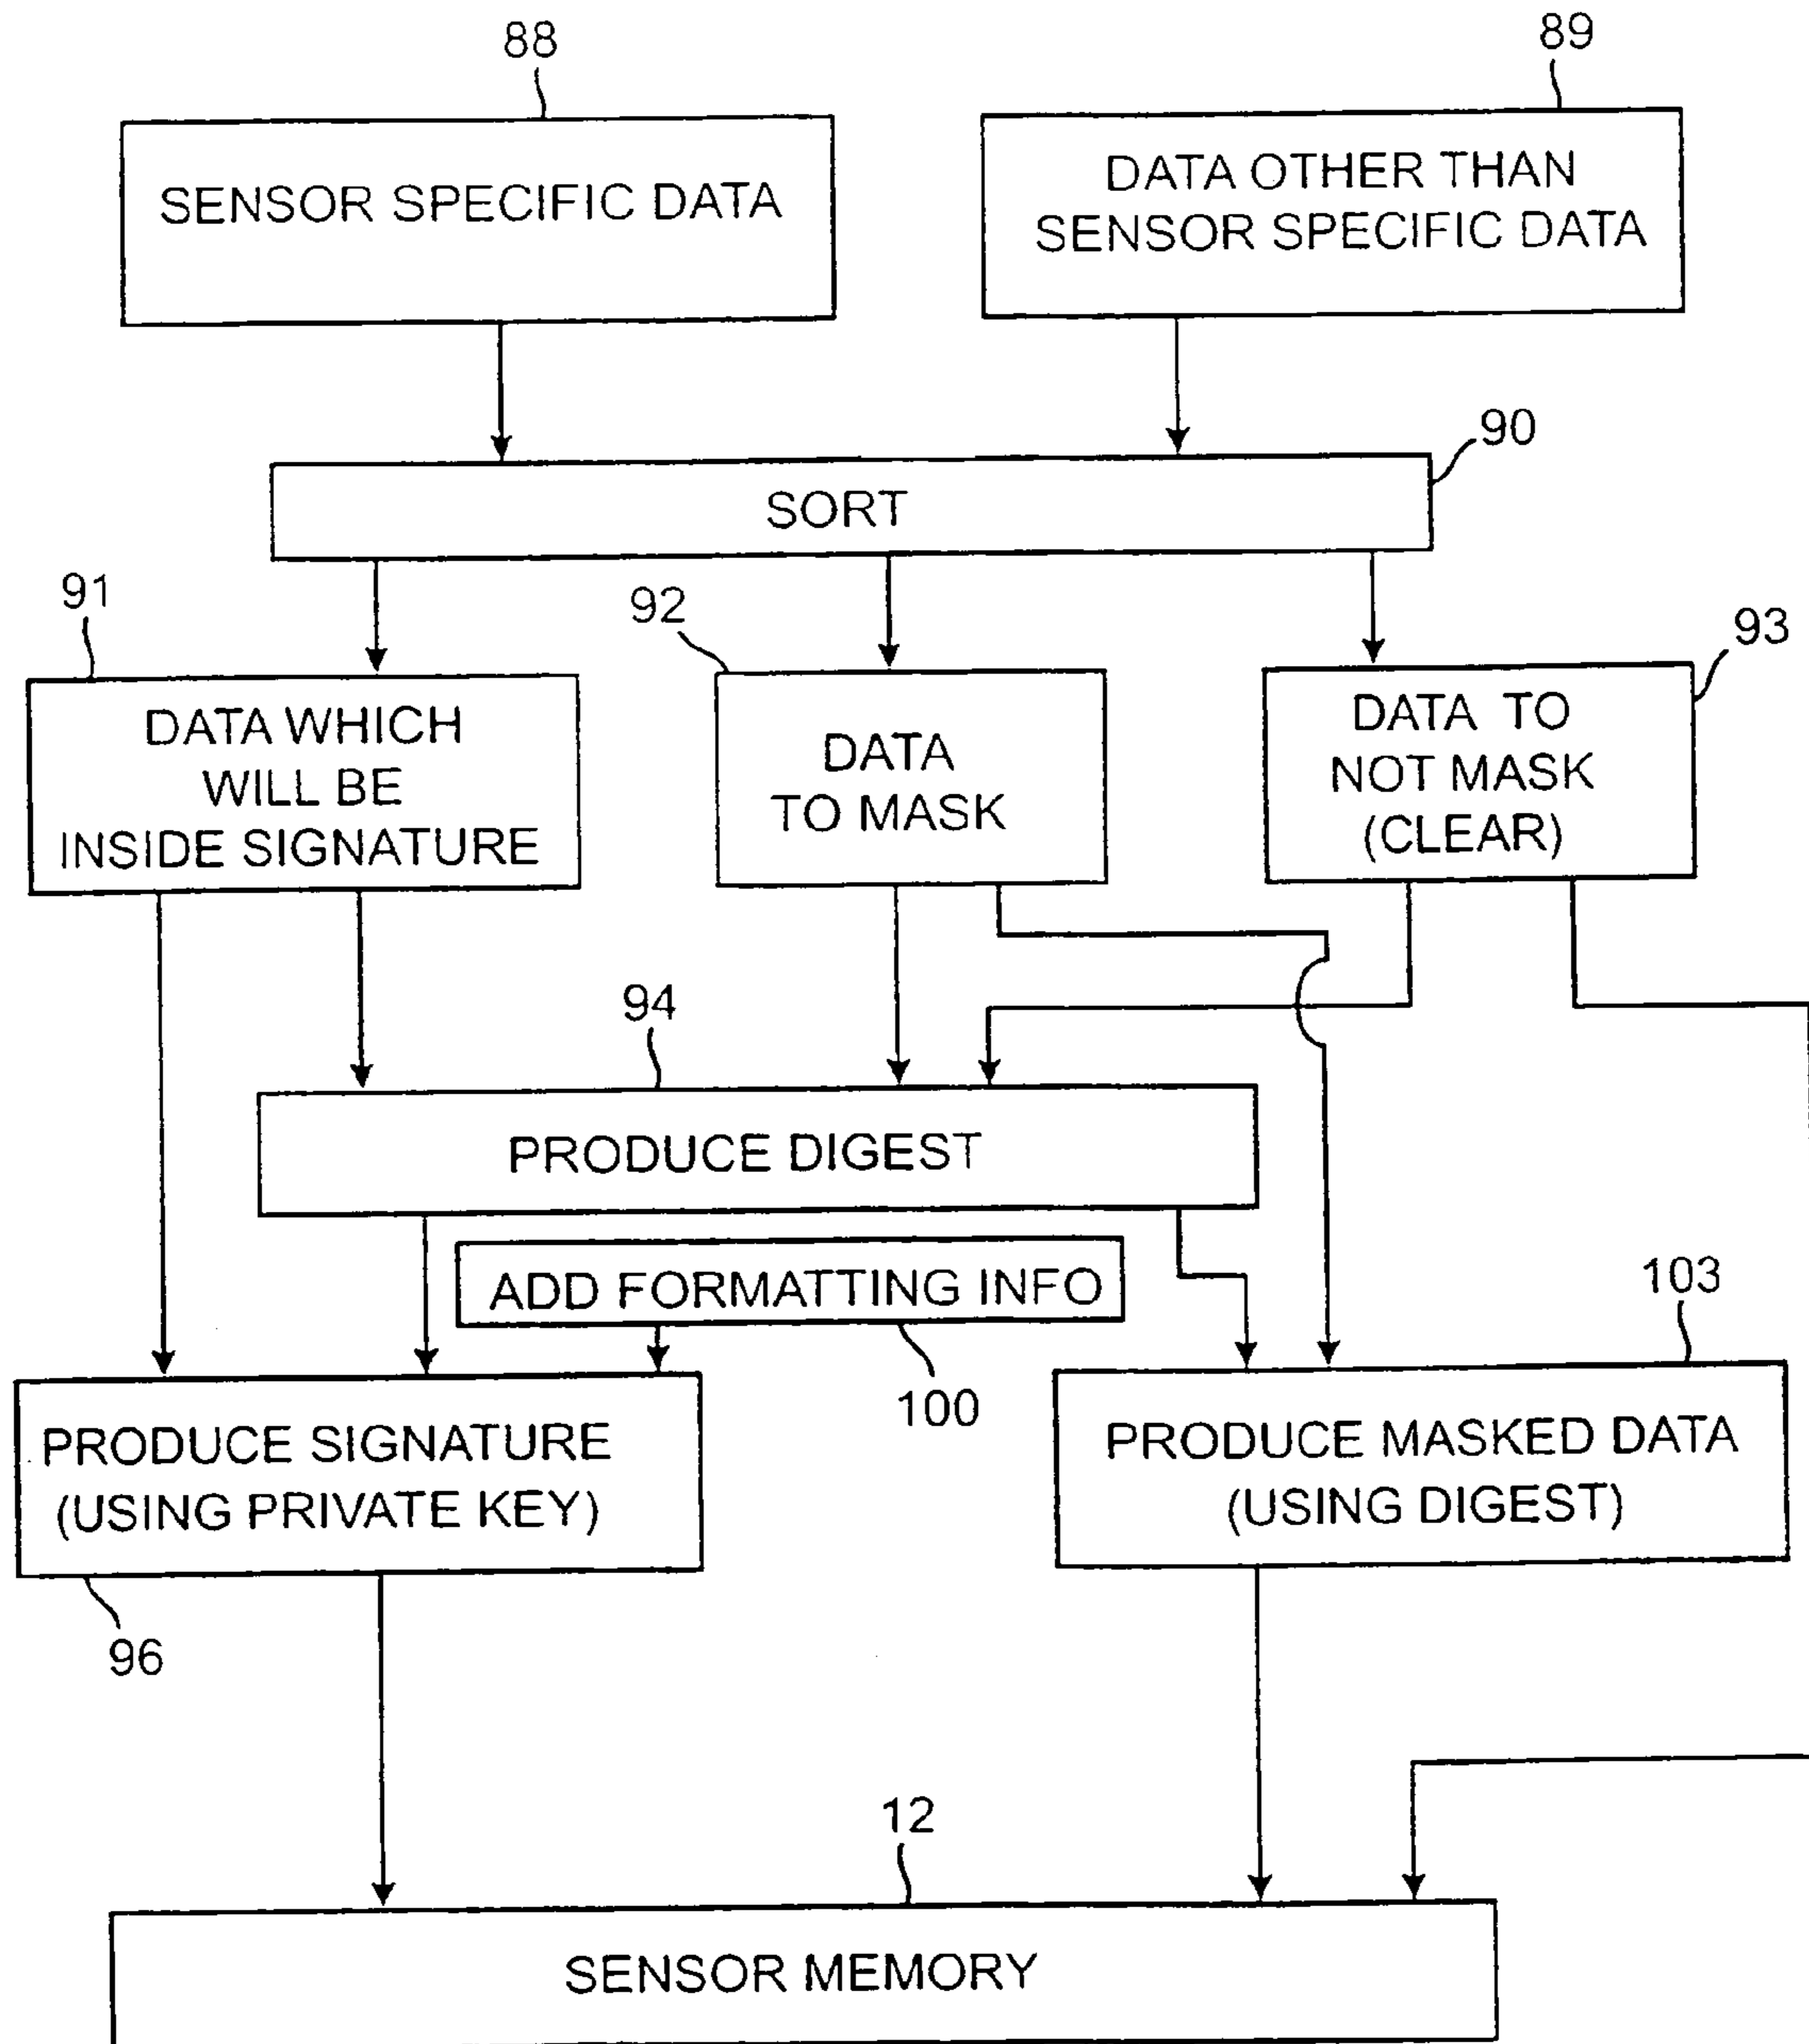 88
89
SENSOR SPECIFIC DATA
DATA OTHER THAN
SENSOR SPECIFIC DATA
90
SORT
91
92
93
DATA WHICH
WILL BE
INSIDE SIGNATURE
DATA
TO MASK
DATA TO
NOT MASK
(CLEAR)
94
PRODUCE DIGEST
ADD FORMATTING INFO
100
103
PRODUCE SIGNATURE
(USING PRIVATE KEY)
96
PRODUCE MASKED DATA
(USING DIGEST)
12
SENSOR MEMORY